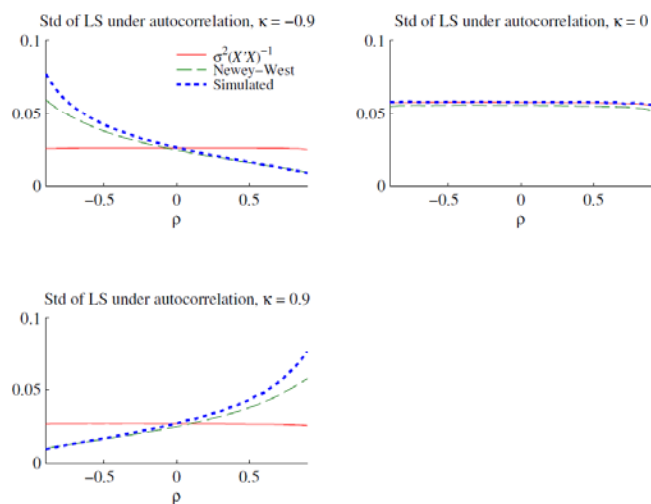 Std of LS under autocorrelation, κ = −0.9
0.1
0.05
0
−0.5
0
0.5
ρ
σ²(X'X)⁻¹
Newey−West
Simulated
Std of LS under autocorrelation, κ = 0
0.1
0.05
0
−0.5
0
0.5
ρ
Std of LS under autocorrelation, κ = 0.9
0.1
0.05
0
−0.5
0
0.5
ρ